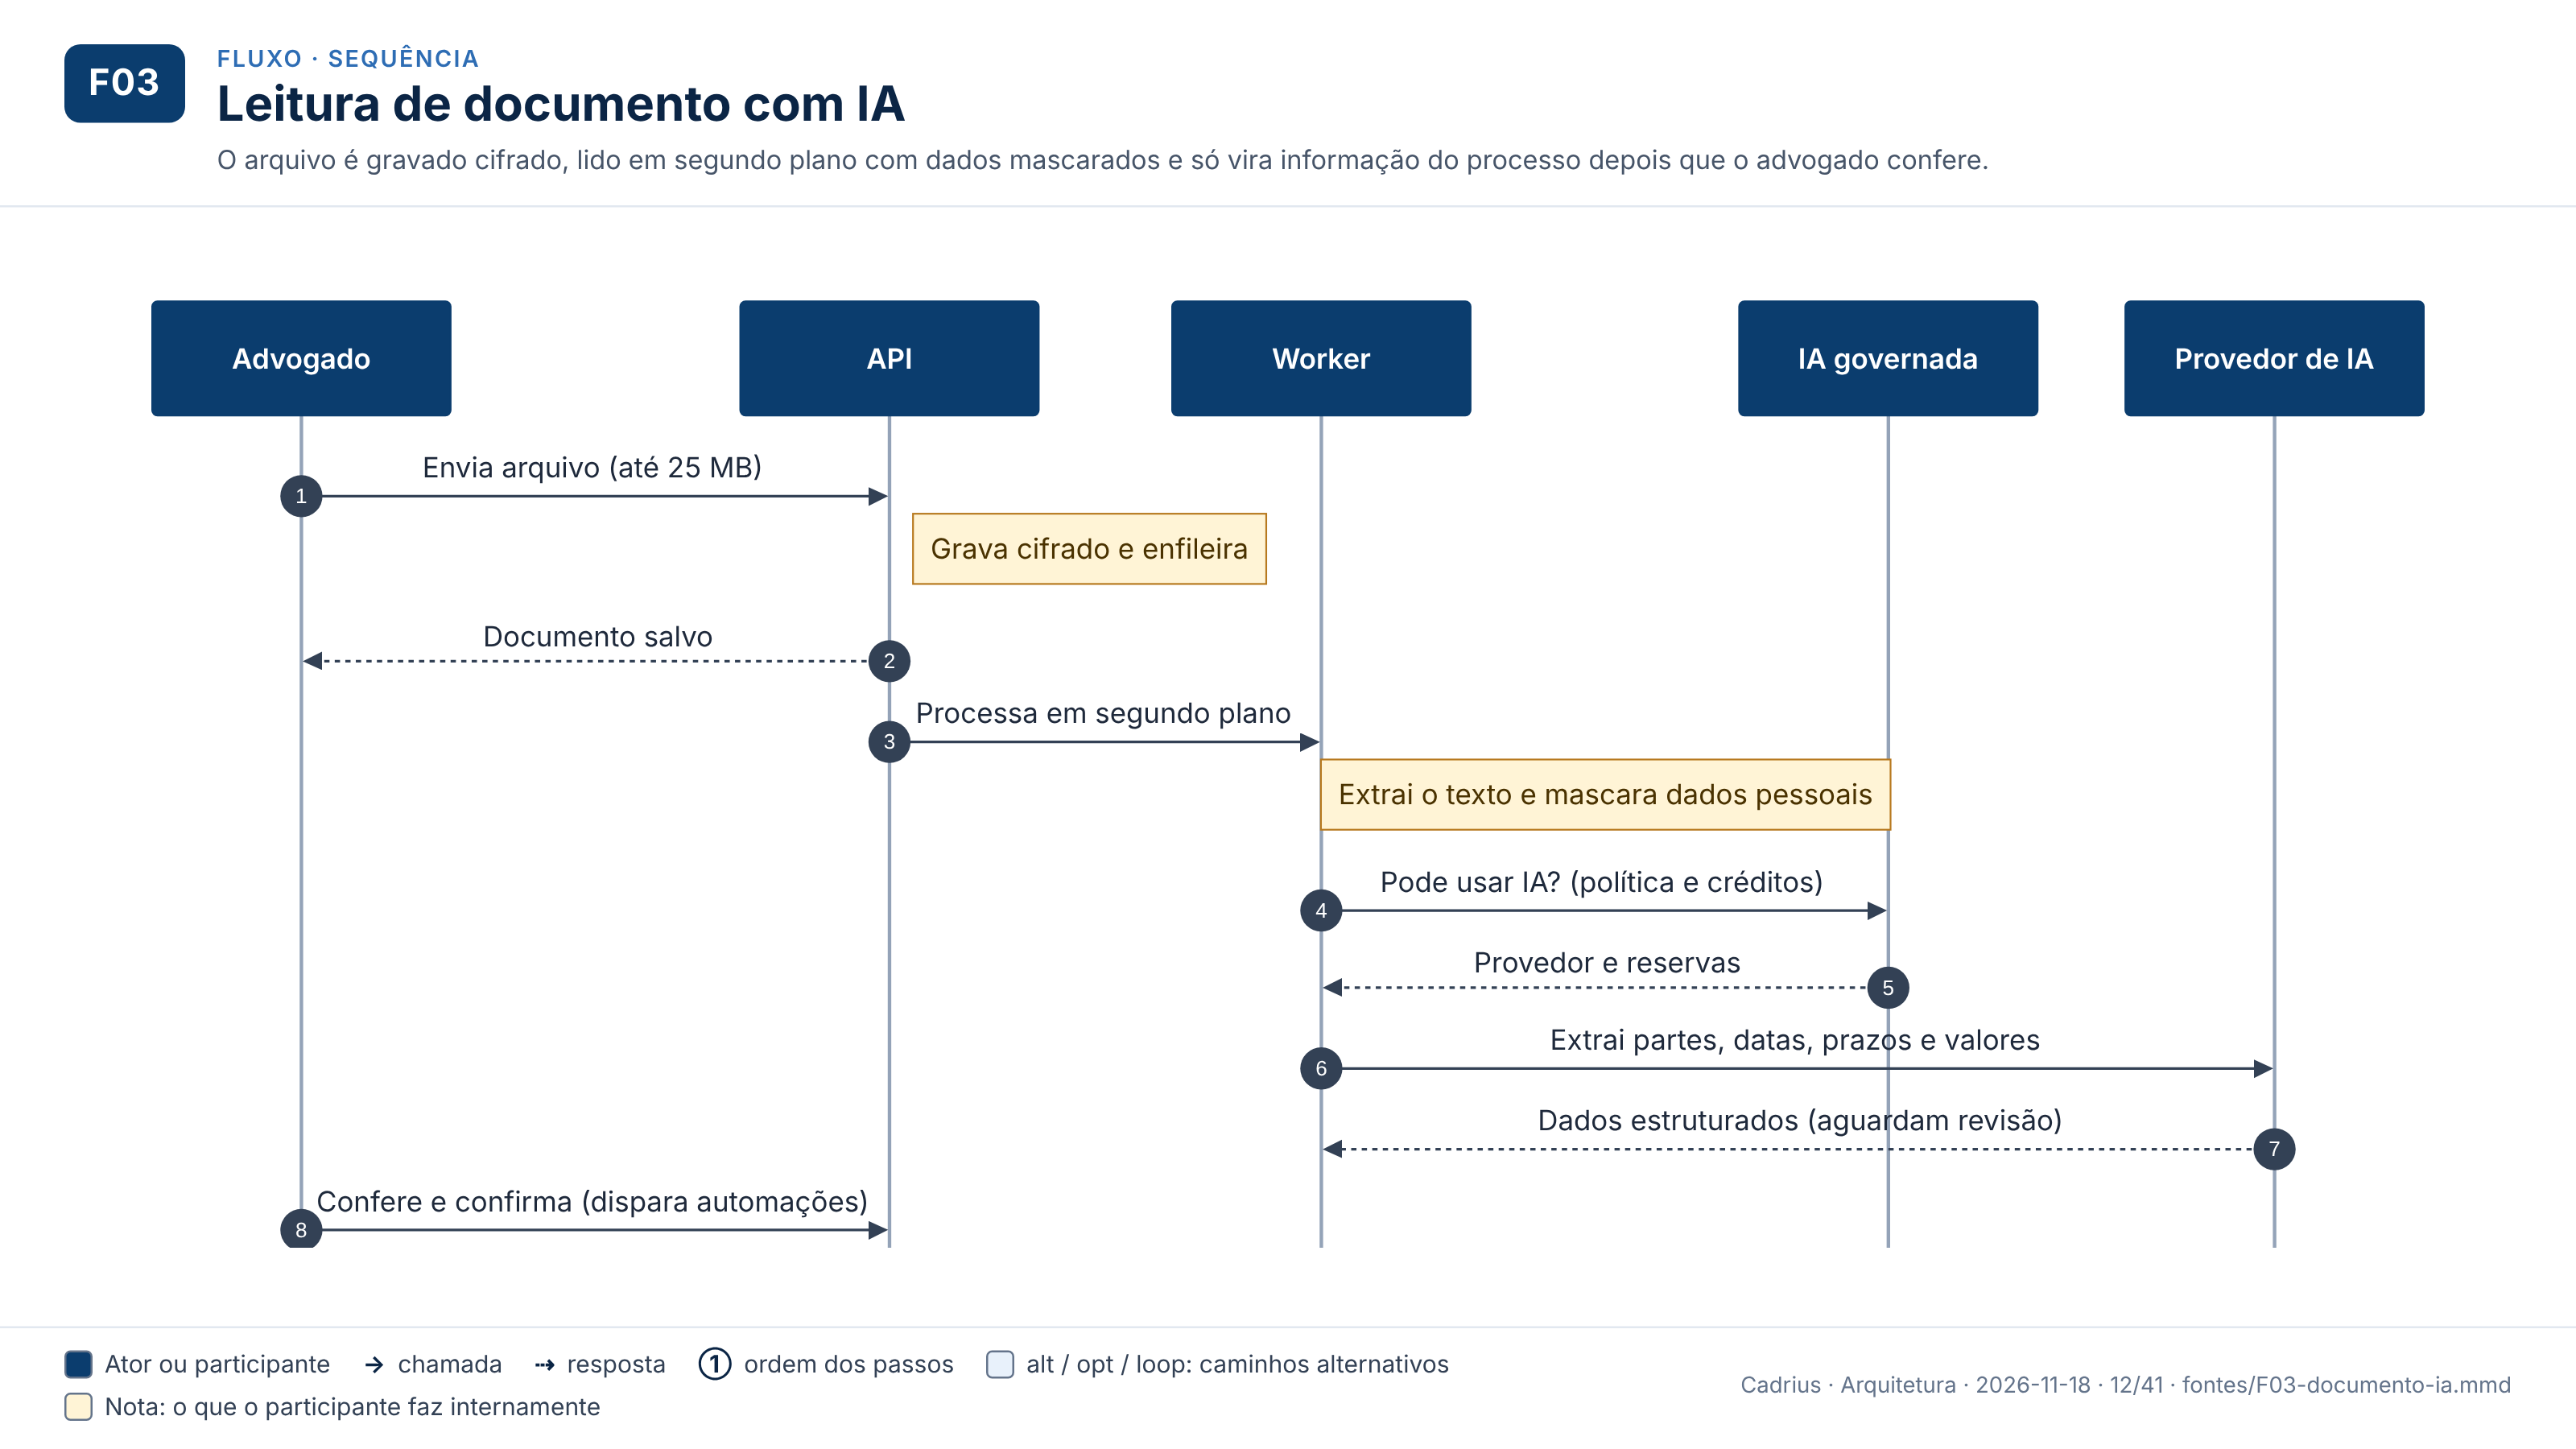 F03
FLUXO · SEQUÊNCIA
Leitura de documento com IA
O arquivo é gravado cifrado, lido em segundo plano com dados mascarados e só vira informação do processo depois que o advogado confere.
Advogado
API
Worker
IA governada
Provedor de IA
Envia arquivo (até 25 MB)
1
Grava cifrado e enfileira
Documento salvo
2
Processa em segundo plano
3
Extrai o texto e mascara dados pessoais
Pode usar IA? (política e créditos)
4
Provedor e reservas
5
Extrai partes, datas, prazos e valores
6
Dados estruturados (aguardam revisão)
7
Confere e confirma (dispara automações)
8
Ator ou participante
→ chamada
⇢ resposta
① ordem dos passos
alt / opt / loop: caminhos alternativos
Nota: o que o participante faz internamente
Cadrius · Arquitetura · 2026-11-18 · 12/41 · fontes/F03-documento-ia.mmd